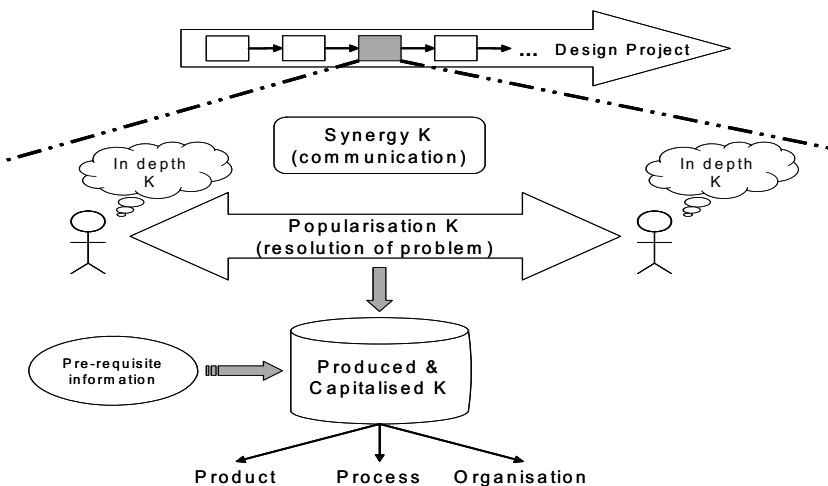 ... Design Project
Synergy K
(communication)
In depth
K
In depth
K
Popularisation K
(resolution of problem)
Pre-requisite
information
Produced &
Capitalised K
Product Process Organisation